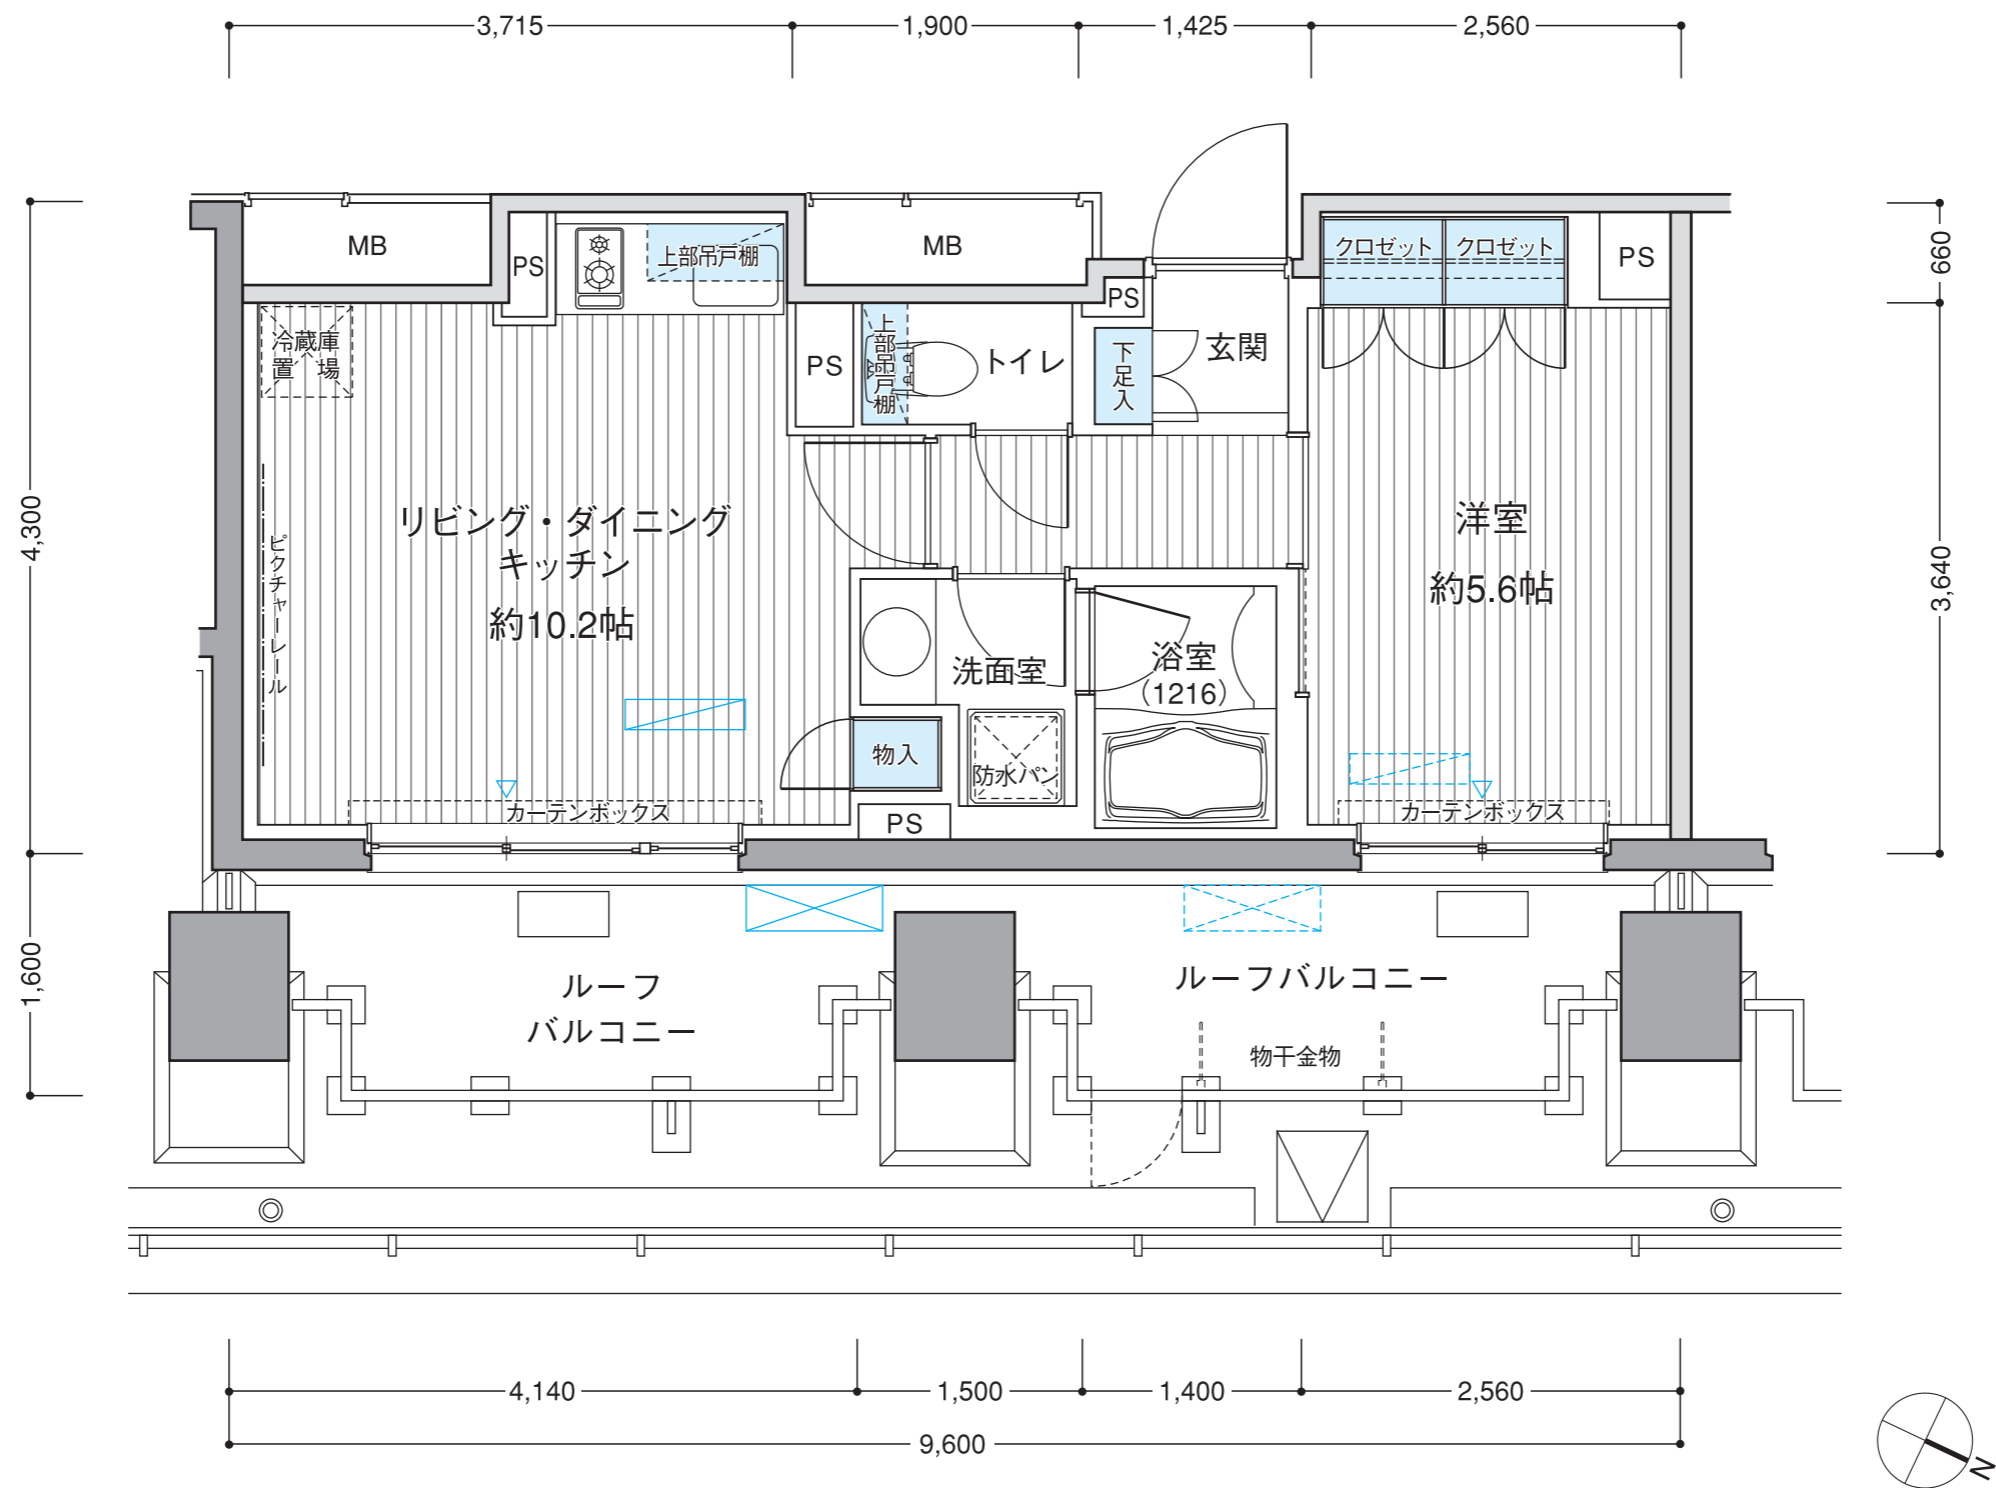 3,715
1,900
1,425
2,560
MB
PS
上部吊戸棚
MB
PS
クロゼット
クロゼット
PS
660
冷蔵庫
置場
PS
上部吊戸棚
トイレ
下足入
玄関
4,300
リビング・ダイニング
キッチン
約10.2帖
ピクチャーレール
洋室
約5.6帖
3,640
洗面室
浴室
(1216)
物入
防水パン
カーテンボックス
PS
カーテンボックス
1,600
ルーフ
バルコニー
ルーフバルコニー
物干金物
4,140
1,500
1,400
2,560
9,600
N